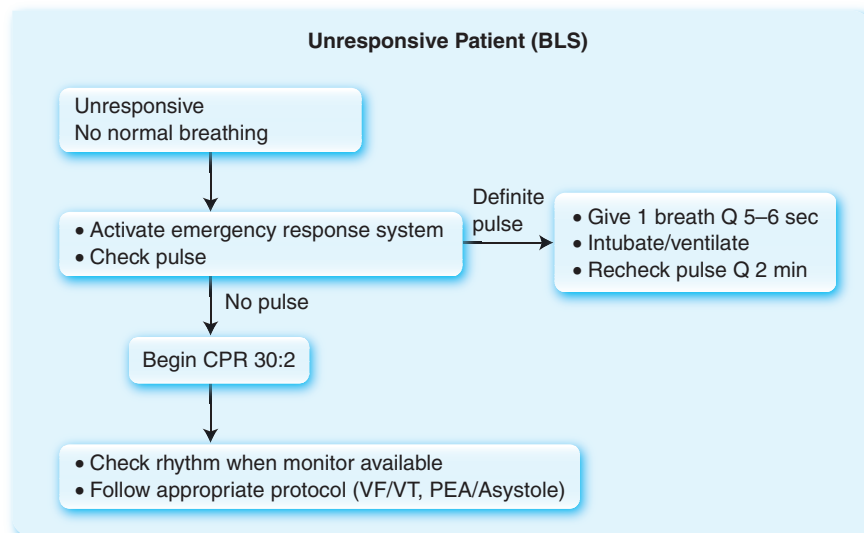 Unresponsive Patient (BLS)
Unresponsive
No normal breathing
• Activate emergency response system
• Check pulse
Definite
pulse
• Give 1 breath Q 5–6 sec
• Intubate/ventilate
• Recheck pulse Q 2 min
No pulse
Begin CPR 30:2
• Check rhythm when monitor available
• Follow appropriate protocol (VF/VT, PEA/Asystole)